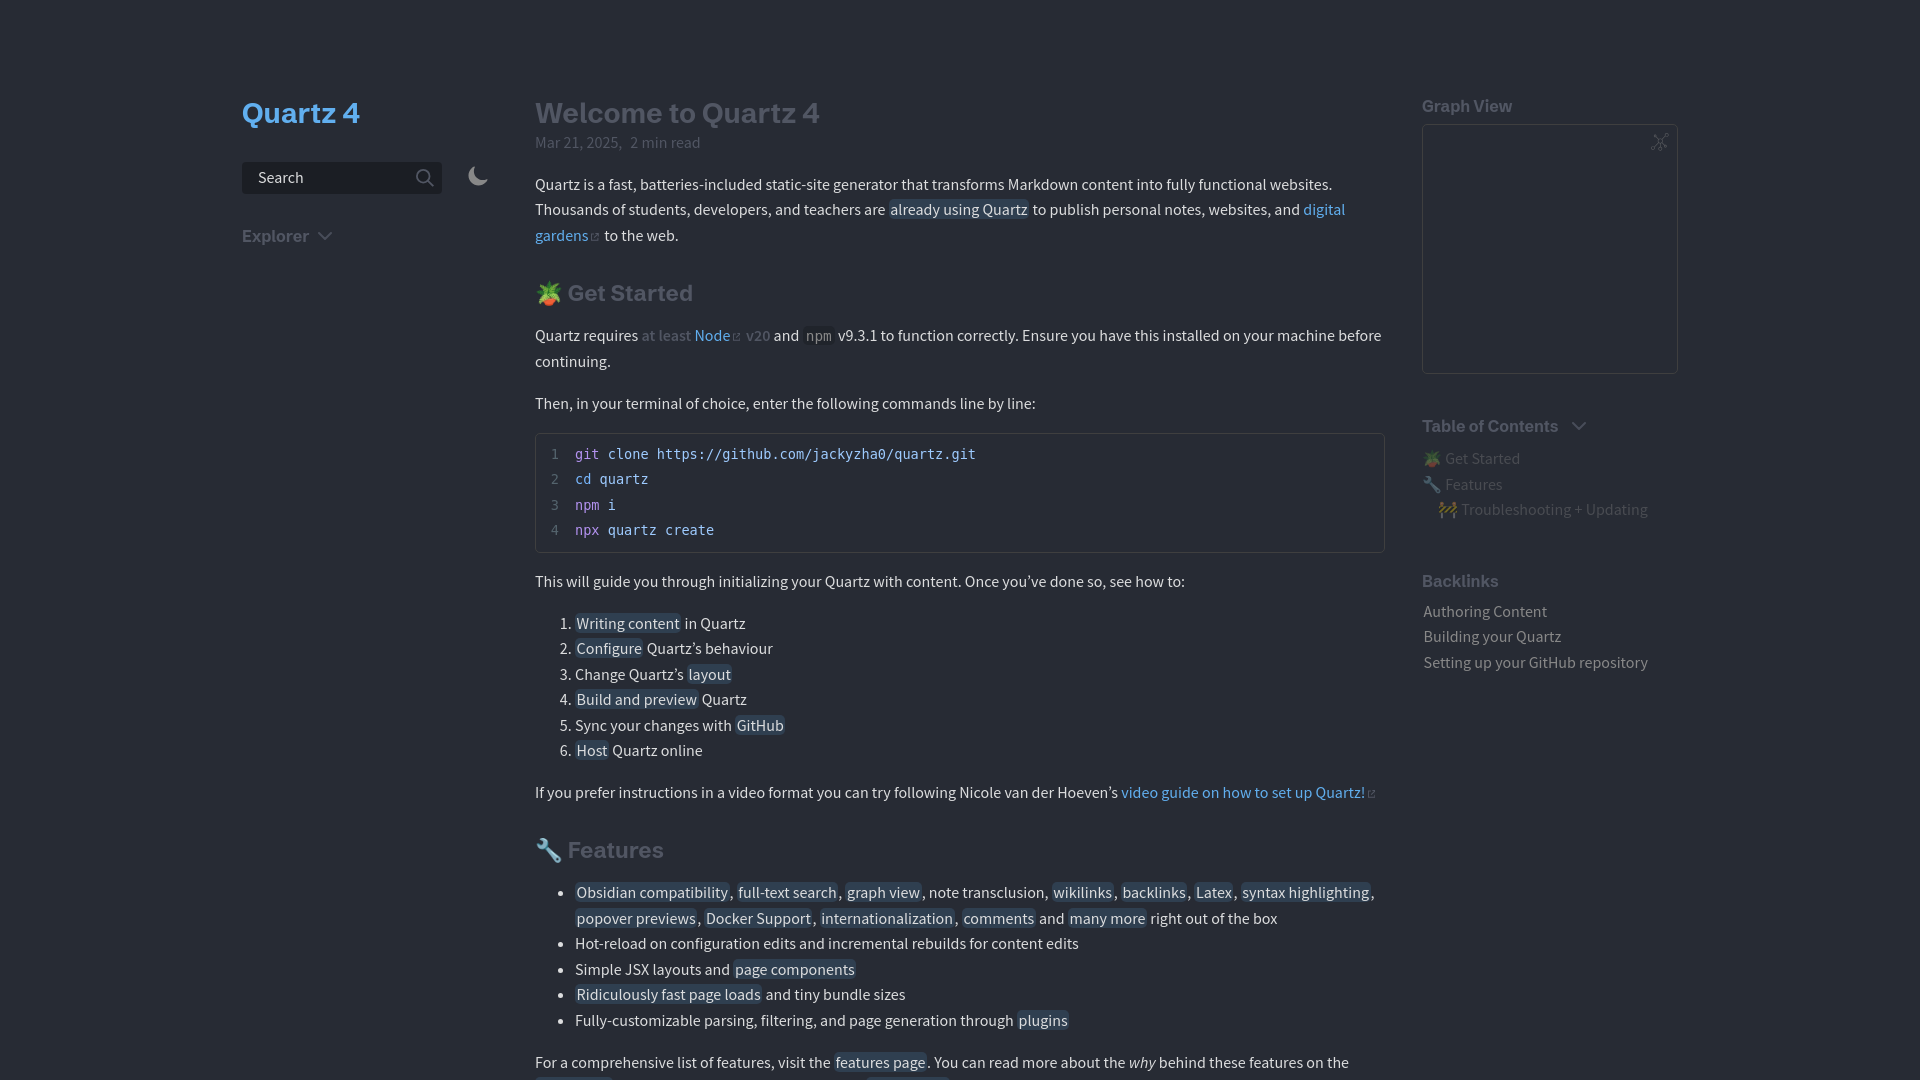 Quartz 4
Search
Explorer
Welcome to Quartz 4
Mar 21, 2025, 2 min read
Quartz is a fast, batteries-included static-site generator that transforms Markdown content into fully functional websites.
Thousands of students, developers, and teachers are already using Quartz to publish personal notes, websites, and digital
gardens to the web.
🪴 Get Started
Quartz requires at least Node v20 and npm v9.3.1 to function correctly. Ensure you have this installed on your machine before
continuing.
Then, in your terminal of choice, enter the following commands line by line:
1 git clone https://github.com/jackyzha0/quartz.git
2 cd quartz
3 npm i
4 npx quartz create
This will guide you through initializing your Quartz with content. Once you’ve done so, see how to:
1. Writing content in Quartz
2. Configure Quartz’s behaviour
3. Change Quartz’s layout
4. Build and preview Quartz
5. Sync your changes with GitHub
6. Host Quartz online
If you prefer instructions in a video format you can try following Nicole van der Hoeven’s video guide on how to set up Quartz!
🔧 Features
• Obsidian compatibility, full-text search, graph view, note transclusion, wikilinks, backlinks, Latex, syntax highlighting,
popover previews, Docker Support, internationalization, comments and many more right out of the box
• Hot-reload on configuration edits and incremental rebuilds for content edits
• Simple JSX layouts and page components
• Ridiculously fast page loads and tiny bundle sizes
• Fully-customizable parsing, filtering, and page generation through plugins
For a comprehensive list of features, visit the features page. You can read more about the why behind these features on the
Graph View
Table of Contents
🪴 Get Started
🔧 Features
🚧 Troubleshooting + Updating
Backlinks
Authoring Content
Building your Quartz
Setting up your GitHub repository